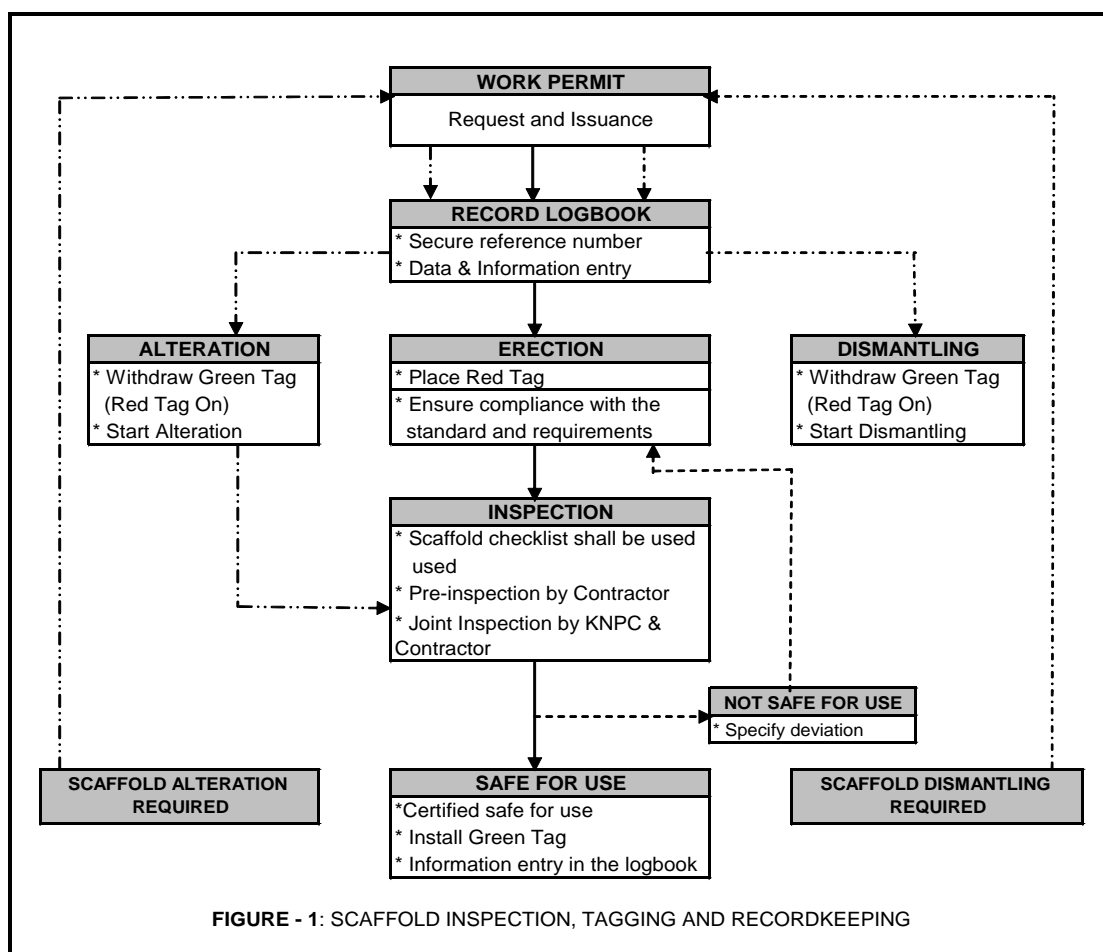 WORK PERMIT
Request and Issuance
RECORD LOGBOOK
* Secure reference number
* Data & Information entry
ALTERATION
* Withdraw Green Tag
(Red Tag On)
* Start Alteration
ERECTION
* Place Red Tag
* Ensure compliance with the
standard and requirements
DISMANTLING
* Withdraw Green Tag
(Red Tag On)
* Start Dismantling
INSPECTION
* Scaffold checklist shall be used
used
* Pre-inspection by Contractor
* Joint Inspection by KNPC &
Contractor
NOT SAFE FOR USE
* Specify deviation
SCAFFOLD ALTERATION
REQUIRED
SAFE FOR USE
*Certified safe for use
* Install Green Tag
* Information entry in the logbook
SCAFFOLD DISMANTLING
REQUIRED
FIGURE - 1: SCAFFOLD INSPECTION, TAGGING AND RECORDKEEPING